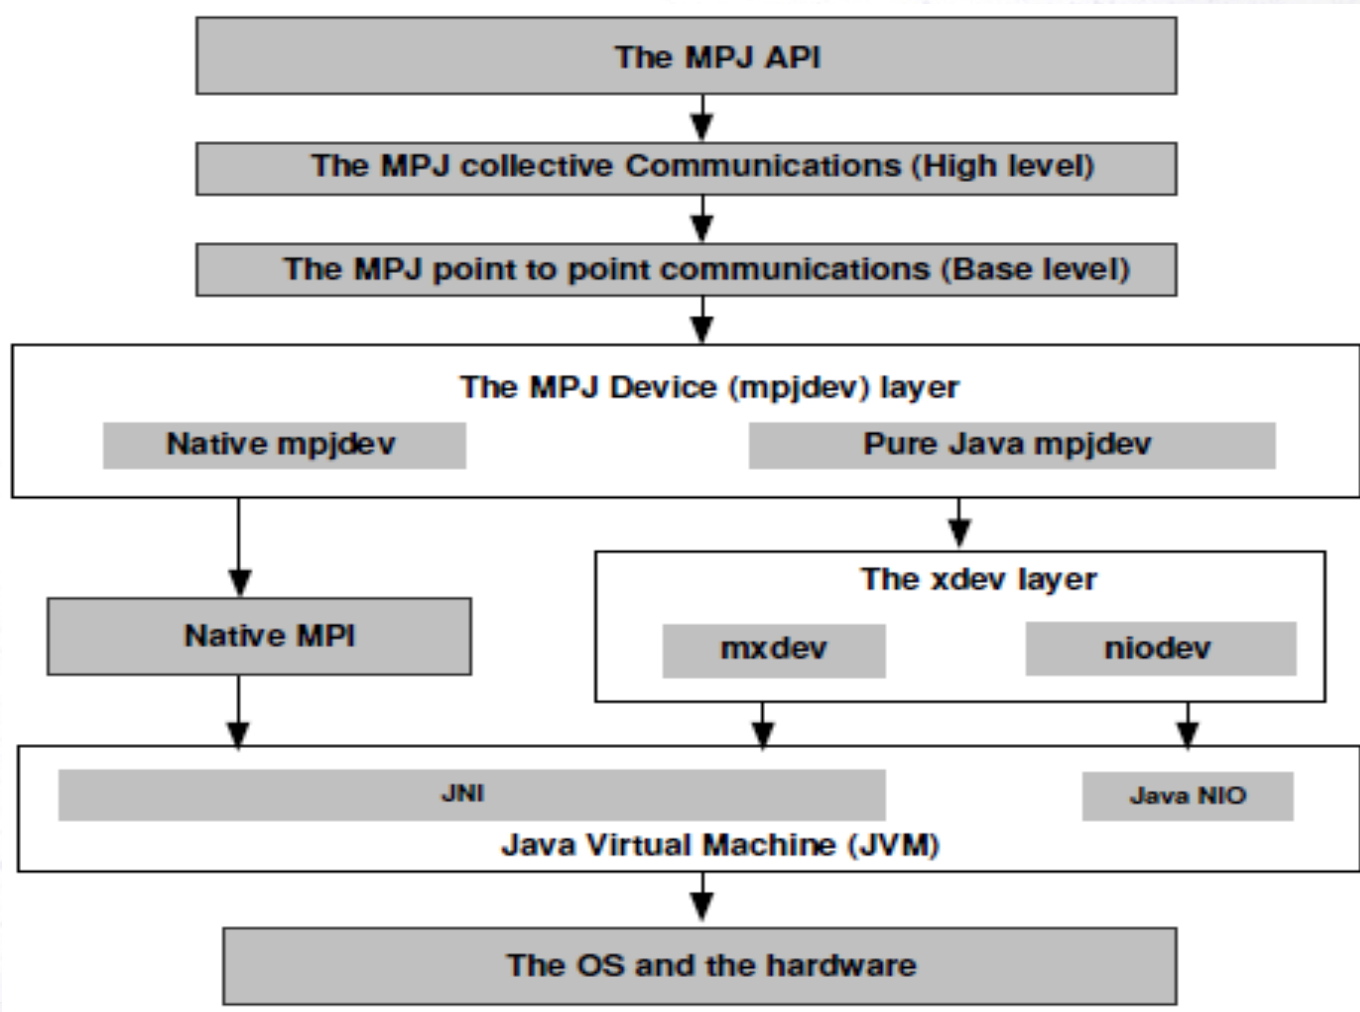 The MPJ API
The MPJ collective Communications (High level)
The MPJ point to point communications (Base level)
The MPJ Device (mpjdev) layer
Native mpjdev
Pure Java mpjdev
The xdev layer
Native MPI
mxdev
niodev
JNI
Java NIO
Java Virtual Machine (JVM)
The OS and the hardware